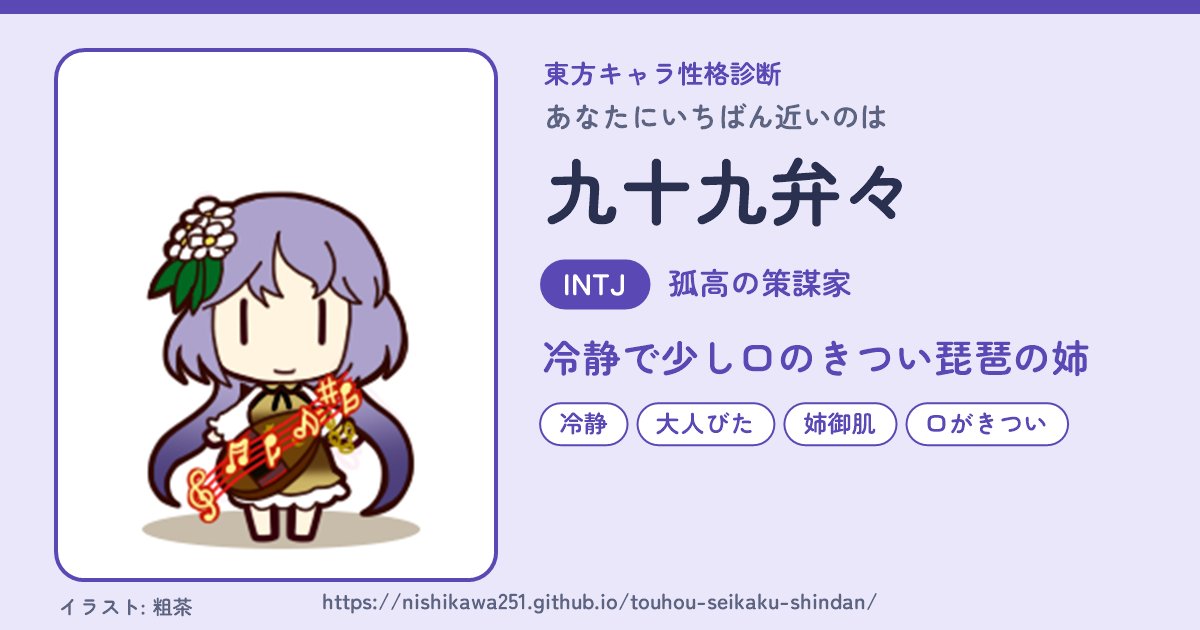 東方キャラ性格診断
あなたにいちばん近いのは
九十九弁々
INTJ 孤高の策謀家
冷静で少し口のきつい琵琶の姉
冷静 大人びた 姉御肌 口がきつい
イラスト: 粗茶
https://nishikawa251.github.io/touhou-seikaku-shindan/